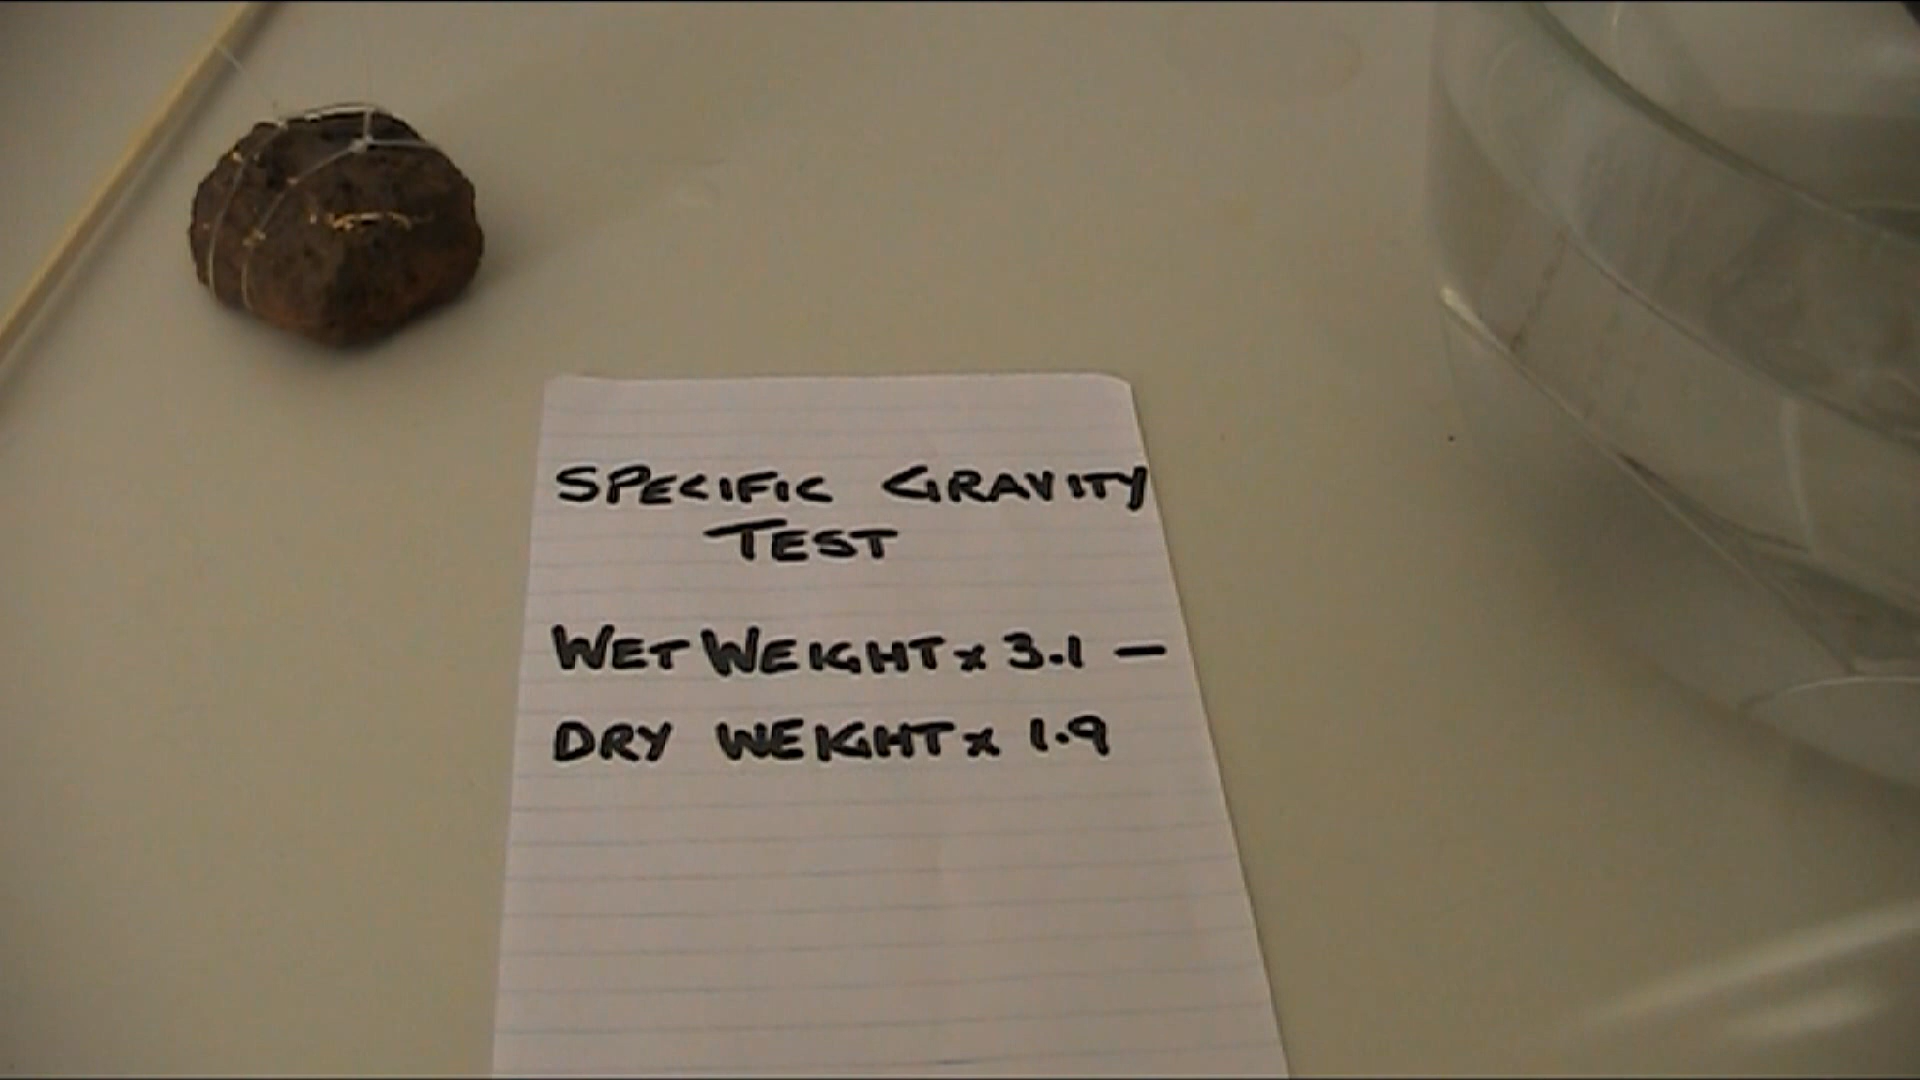 SPECIFIC GRAVITY
TEST
WET WEIGHT x 3.1 —
DRY WEIGHT x 1.9